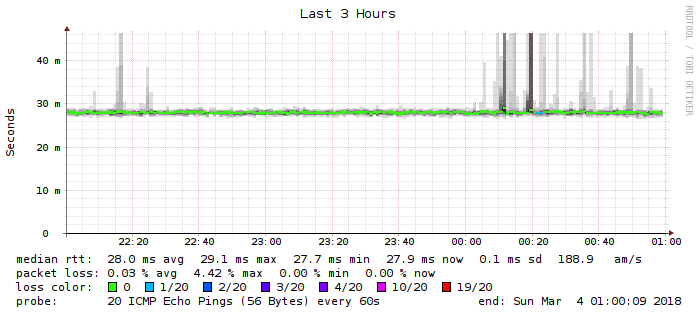 Last 3 Hours
RRDTOOL / TOBI OETIKER
Seconds
40 m
30 m
20 m
10 m
0
22:20 22:40 23:00 23:20 23:40 00:00 00:20 00:40 01:00
median rtt: 28.0 ms avg 29.1 ms max 27.7 ms min 27.9 ms now 0.1 ms sd 188.9 am/s
packet loss: 0.03 % avg 4.42 % max 0.00 % min 0.00 % now
loss color: 0 1/20 2/20 3/20 4/20 10/20 19/20
probe: 20 ICMP Echo Pings (56 Bytes) every 60s end: Sun Mar 4 01:00:09 2018